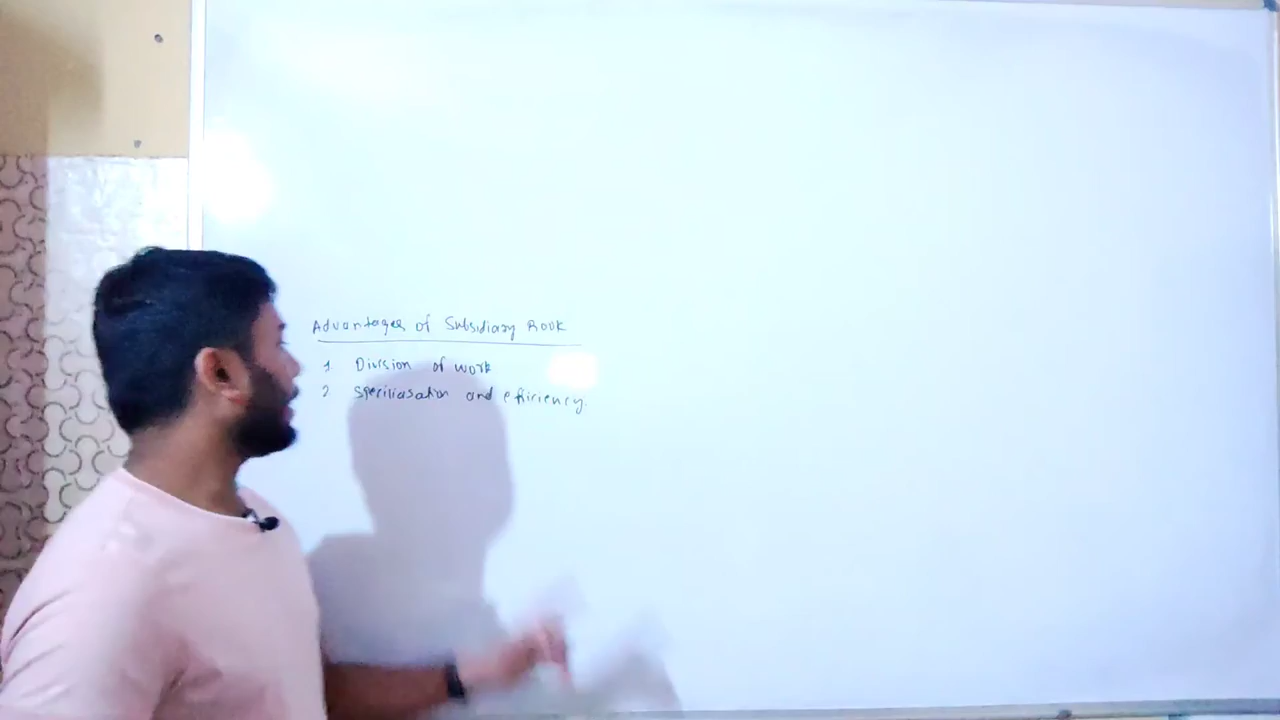 Advantages of Subsidiary Book
1. Division of work
2 Specilisation and efficiency.